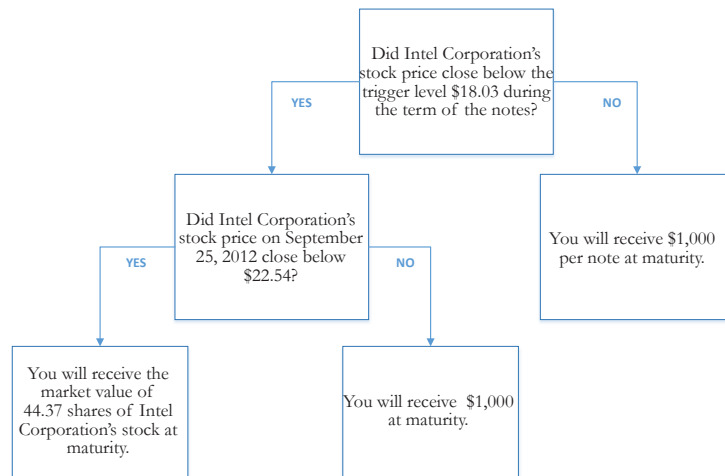 Did Intel Corporation's
stock price close below the
trigger level $18.03 during
the term of the notes?
YES
NO
Did Intel Corporation's
stock price on September
25, 2012 close below
$22.54?
You will receive $1,000
per note at maturity.
YES
NO
You will receive the
market value of
44.37 shares of Intel
Corporation's stock at
maturity.
You will receive $1,000
at maturity.